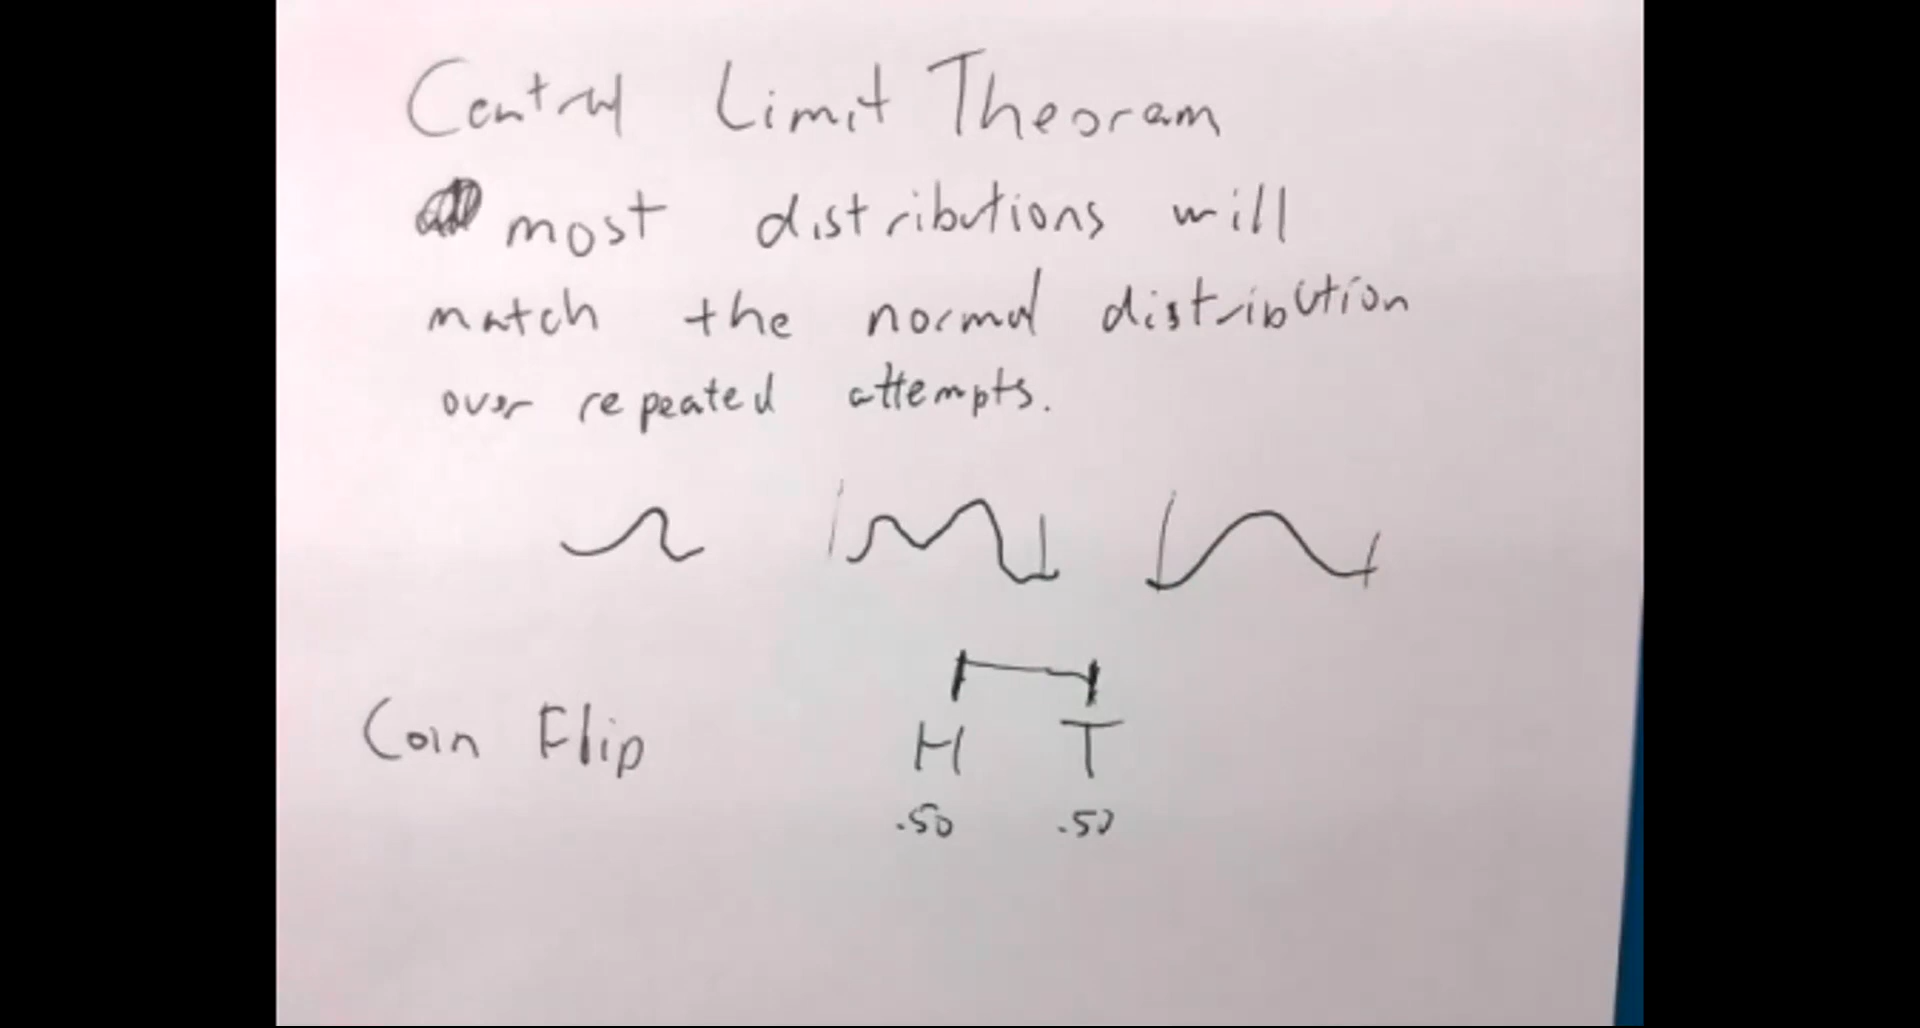 Central Limit Theoram
most distributions will
match the normal distribution
over repeated attempts.
Coin Flip H T
.50 .50